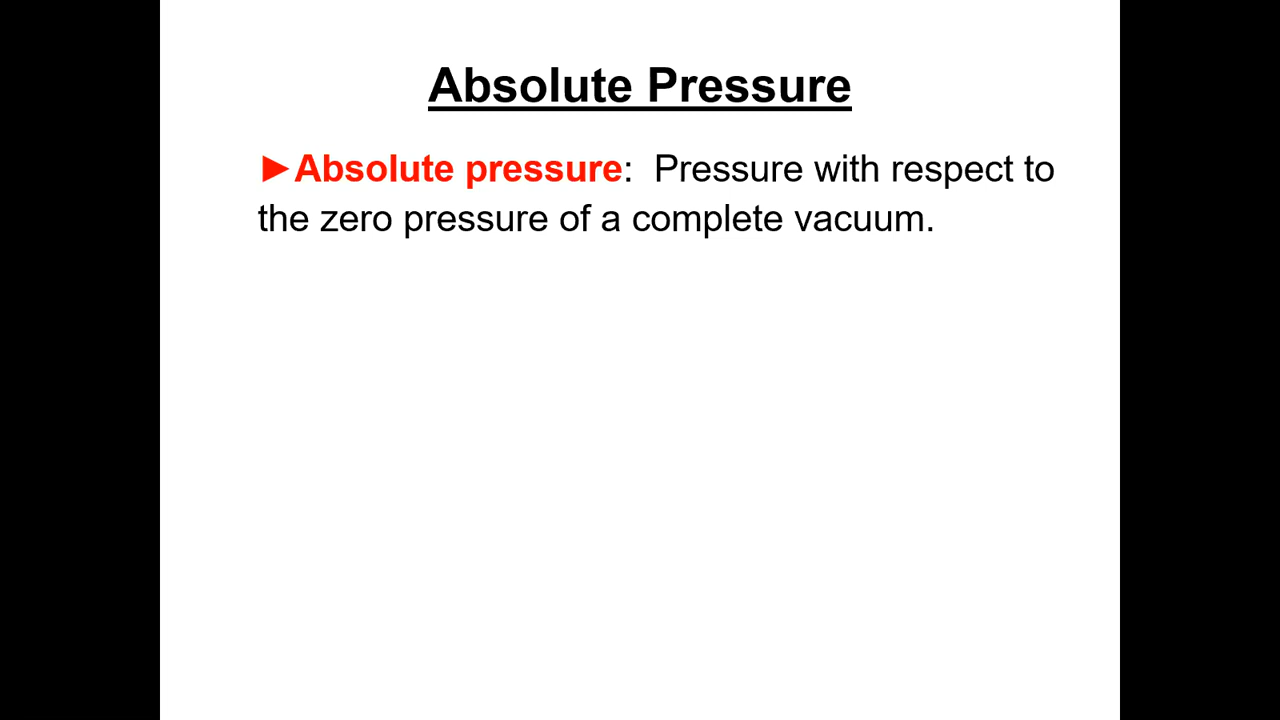 Absolute Pressure
►Absolute pressure:  Pressure with respect to
the zero pressure of a complete vacuum.